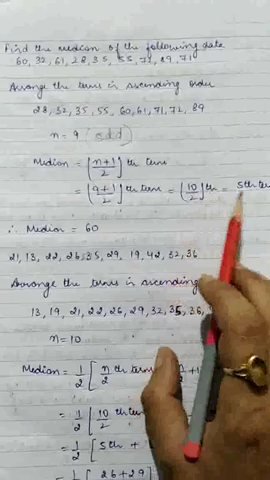 Find the median of the following data
60, 32, 61, 28, 35, 55, 71, 89, 71
Arrange the terms in ascending order
28, 32, 35, 55, 60, 61, 71, 72, 89
n = 9 (odd)
Median = [n+1/2] th term
= [9+1/2] th term = [10/2] th = 5th te
∴ Median = 60
21, 13, 22, 26, 35, 29, 19, 42, 32, 36
Arrange the terms in ascending
13, 19, 21, 22, 26, 29, 32, 35, 36,
n = 10
Median = 1/2 [n/2 th term
= 1/2 [10/2 th ter
= 1/2 [5th +
= 1/2 [26+29]